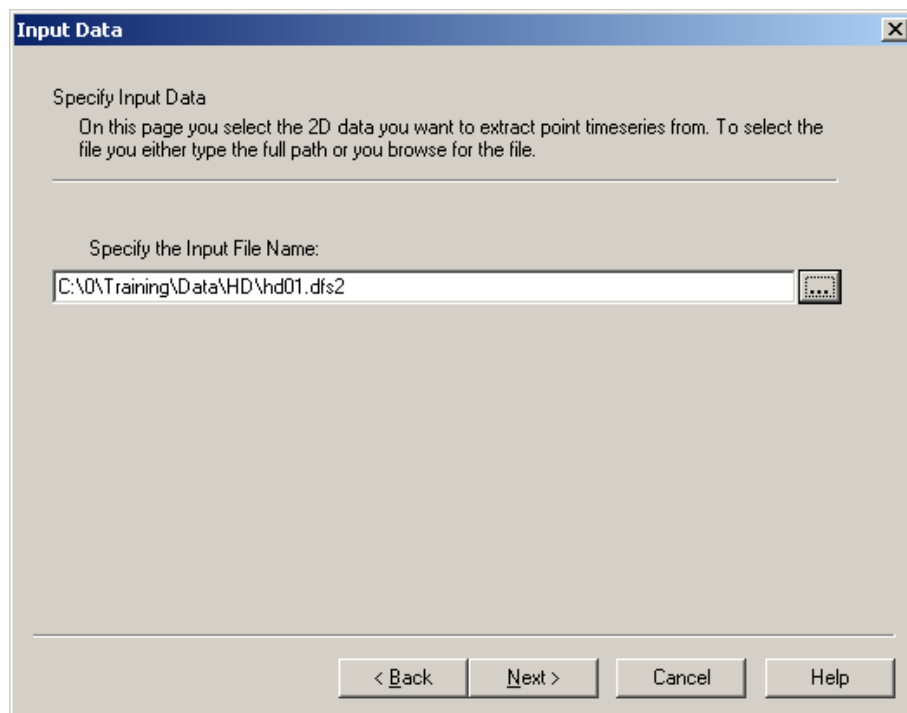 Input Data
Specify Input Data
On this page you select the 2D data you want to extract point timeseries from. To select the
file you either type the full path or you browse for the file.
Specify the Input File Name:
C:\0\Training\Data\HD\hd01.dfs2
...
< Back
Next >
Cancel
Help